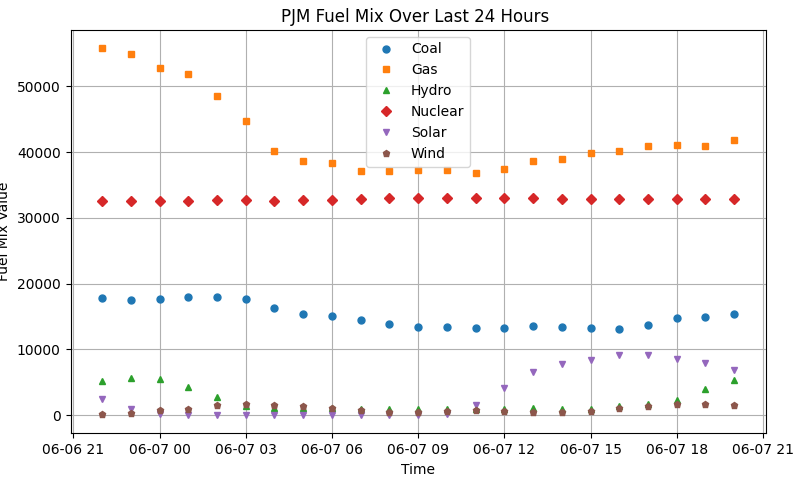 PJM Fuel Mix Over Last 24 Hours
Coal
Gas
Hydro
Nuclear
Solar
Wind
Fuel Mix Value
50000
40000
30000
20000
10000
0
06-06 21
06-07 00
06-07 03
06-07 06
06-07 09
06-07 12
06-07 15
06-07 18
06-07 21
Time